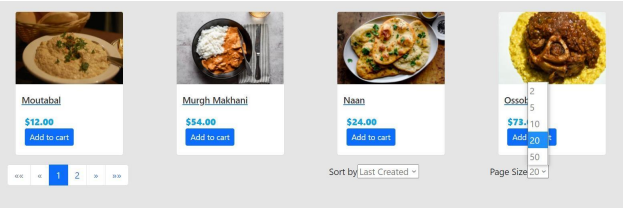 Moutabal
$12.00
Add to cart
Murgh Makhani
$54.00
Add to cart
Naan
$24.00
Add to cart
Ossob
$73.
Add
«« « 1 2 » »»
Sort by Last Created
Page Size 20
2
5
10
20
50